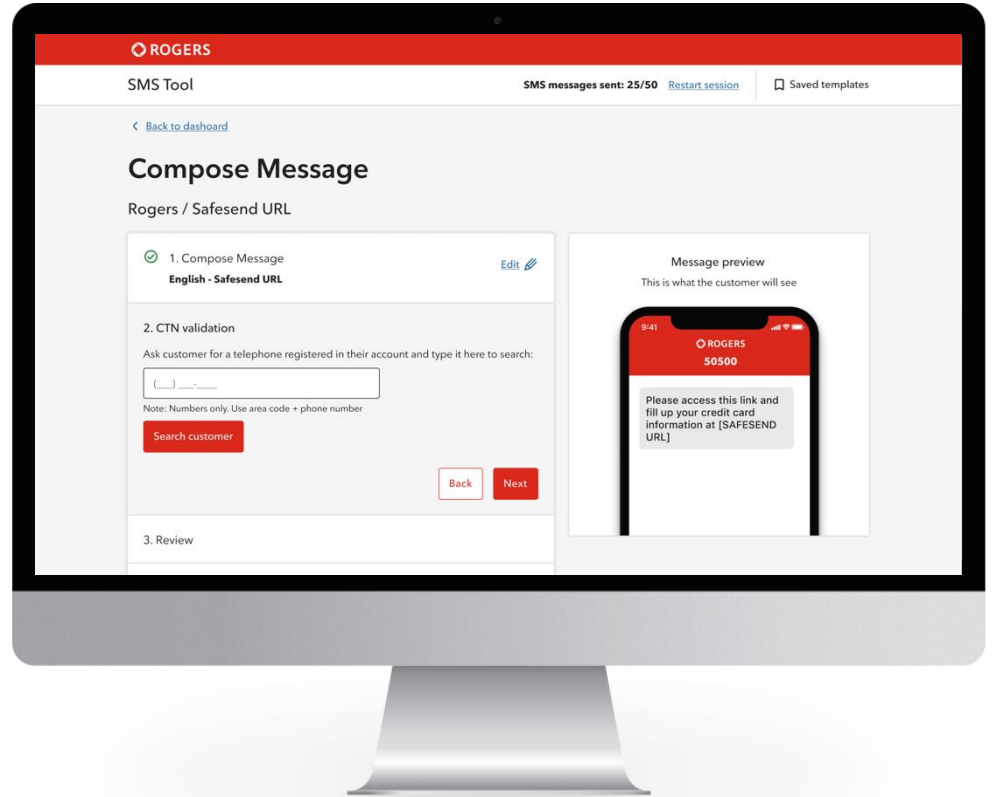 ROGERS
SMS Tool
SMS messages sent: 25/50 Restart session Saved templates
Back to dashoard
Compose Message
Rogers / Safesend URL
1. Compose Message
English - Safesend URL
Edit
2. CTN validation
Ask customer for a telephone registered in their account and type it here to search:
(__) ___-____
Note: Numbers only. Use area code + phone number
Search customer
Back Next
3. Review
Message preview
This is what the customer will see
9:41
ROGERS
50500
Please access this link and
fill up your credit card
information at [SAFESEND
URL]